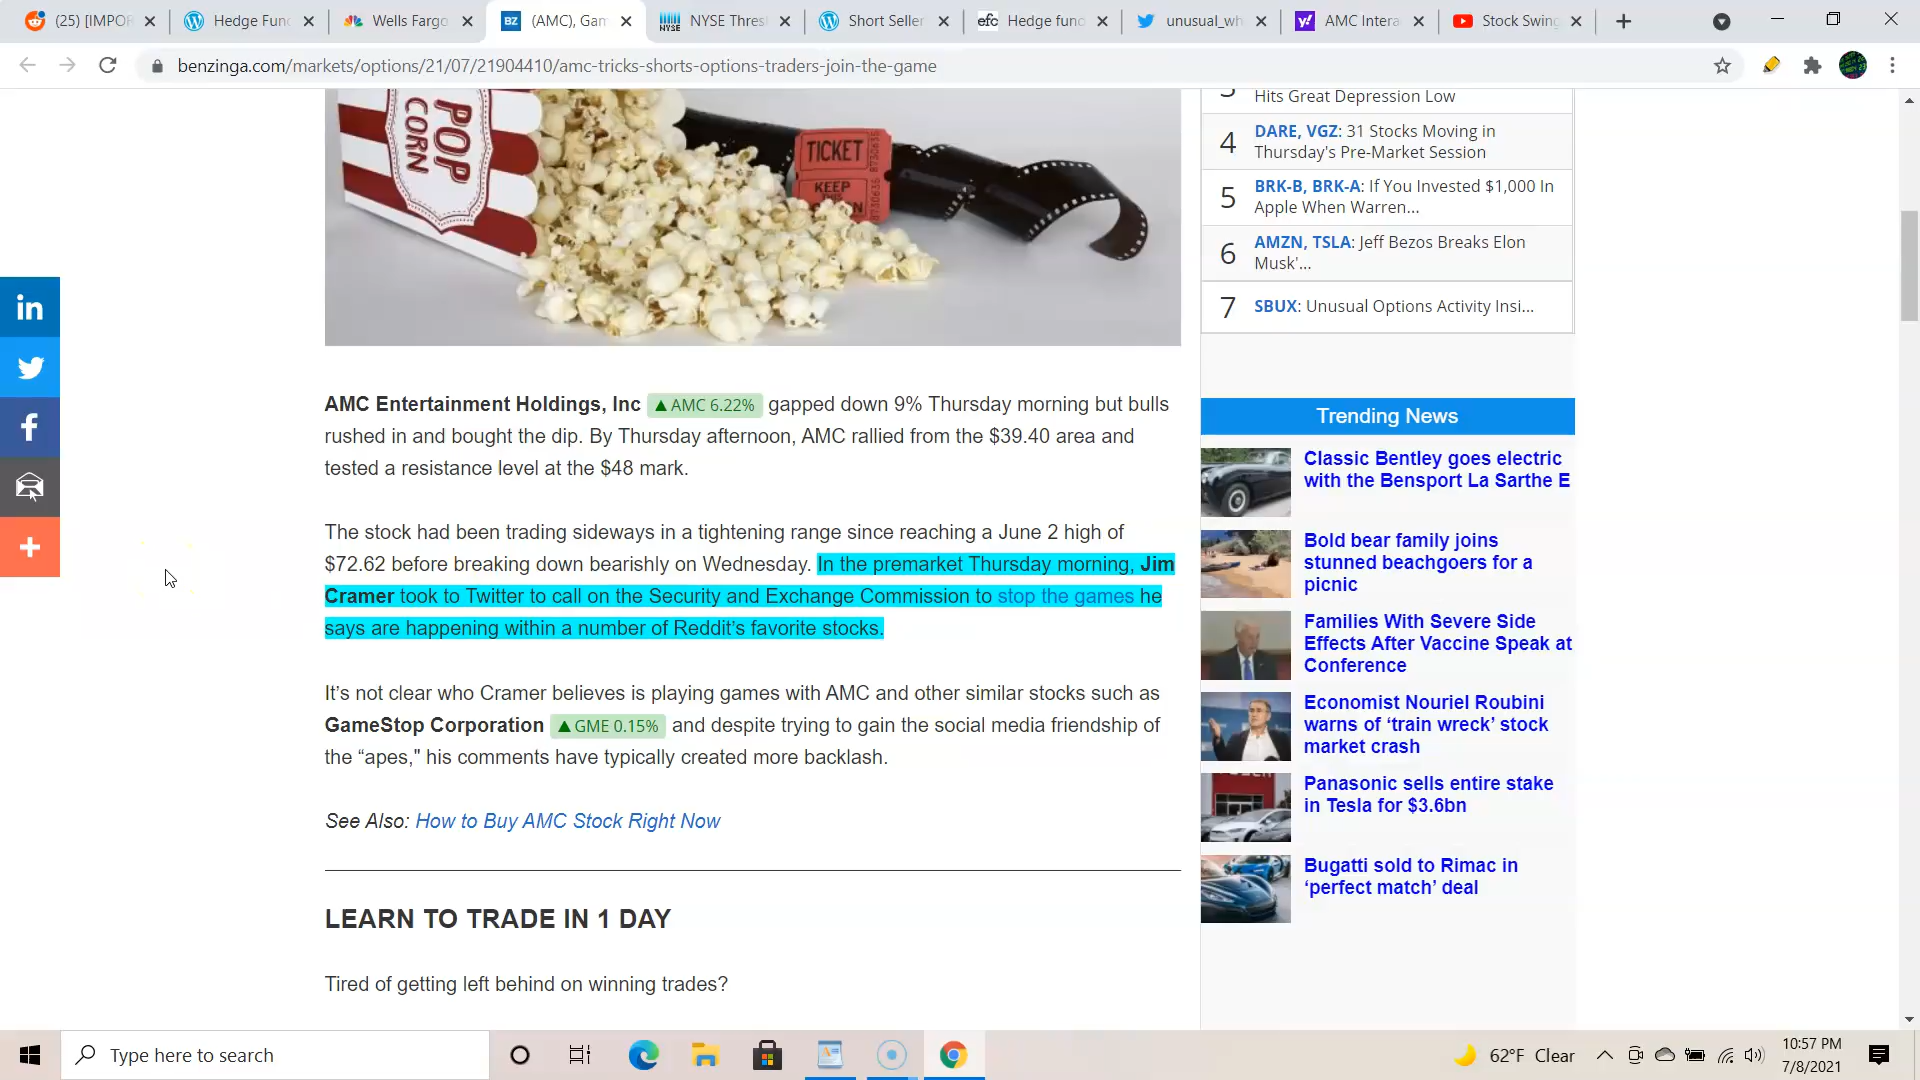 (25) [IMPOR
Hedge Fun
Wells Fargo
(AMC), Gam
NYSE Thres
Short Seller
Hedge func
unusual_wh
AMC Intera
Stock Swing
benzinga.com/markets/options/21/07/21904410/amc-tricks-shorts-options-traders-join-the-game
POP
CORN
TICKET
KEEP
Hits Great Depression Low
4
DARE, VGZ: 31 Stocks Moving in
Thursday's Pre-Market Session
5
BRK-B, BRK-A: If You Invested $1,000 In
Apple When Warren...
6
AMZN, TSLA: Jeff Bezos Breaks Elon
Musk'...
7
SBUX: Unusual Options Activity Insi...
AMC Entertainment Holdings, Inc ▲ AMC 6.22% gapped down 9% Thursday morning but bulls
rushed in and bought the dip. By Thursday afternoon, AMC rallied from the $39.40 area and
tested a resistance level at the $48 mark.
The stock had been trading sideways in a tightening range since reaching a June 2 high of
$72.62 before breaking down bearishly on Wednesday. In the premarket Thursday morning, Jim
Cramer took to Twitter to call on the Security and Exchange Commission to stop the games he
says are happening within a number of Reddit’s favorite stocks.
It’s not clear who Cramer believes is playing games with AMC and other similar stocks such as
GameStop Corporation ▲ GME 0.15% and despite trying to gain the social media friendship of
the “apes," his comments have typically created more backlash.
See Also: How to Buy AMC Stock Right Now
LEARN TO TRADE IN 1 DAY
Tired of getting left behind on winning trades?
Trending News
Classic Bentley goes electric
with the Bensport La Sarthe E
Bold bear family joins
stunned beachgoers for a
picnic
Families With Severe Side
Effects After Vaccine Speak at
Conference
Economist Nouriel Roubini
warns of ‘train wreck’ stock
market crash
Panasonic sells entire stake
in Tesla for $3.6bn
Bugatti sold to Rimac in
‘perfect match’ deal
Type here to search
62°F Clear
10:57 PM
7/8/2021